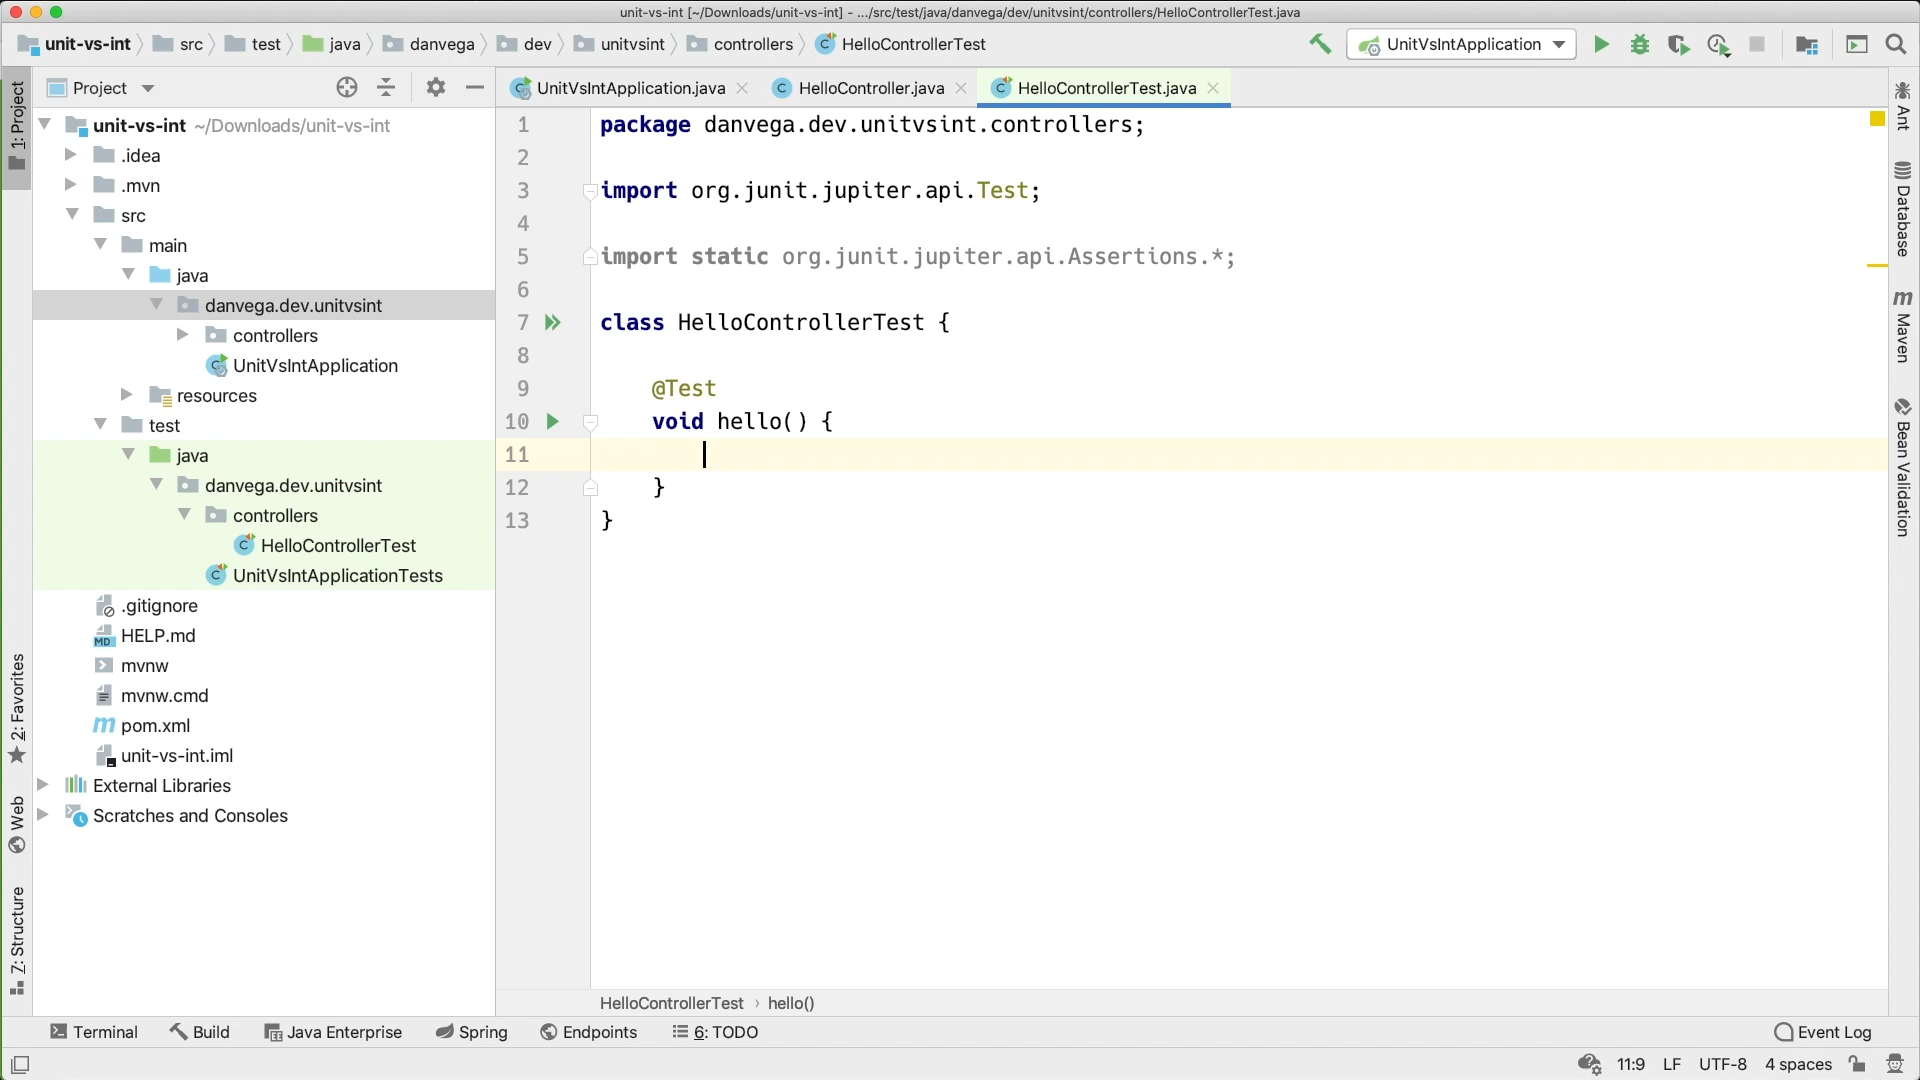 unit-vs-int [~/Downloads/unit-vs-int] - .../src/test/java/danvega/dev/unitvsint/controllers/HelloControllerTest.java
unit-vs-int src test java danvega dev unitvsint controllers HelloControllerTest UnitVsIntApplication
Project
UnitVsIntApplication.java HelloController.java HelloControllerTest.java
unit-vs-int ~/Downloads/unit-vs-int
.idea
.mvn
src
main
java
danvega.dev.unitvsint
controllers
UnitVsIntApplication
resources
test
java
danvega.dev.unitvsint
controllers
HelloControllerTest
UnitVsIntApplicationTests
.gitignore
HELP.md
mvnw
mvnw.cmd
pom.xml
unit-vs-int.iml
External Libraries
Scratches and Consoles
1: Project
2: Favorites
Web
Z: Structure
1 package danvega.dev.unitvsint.controllers;
2
3 import org.junit.jupiter.api.Test;
4
5 import static org.junit.jupiter.api.Assertions.*;
6
7 class HelloControllerTest {
8
9 @Test
10 void hello() {
11
12 }
13 }
Ant
Database
Maven
Bean Validation
HelloControllerTest › hello()
Terminal Build Java Enterprise Spring Endpoints 6: TODO Event Log
11:9 LF UTF-8 4 spaces